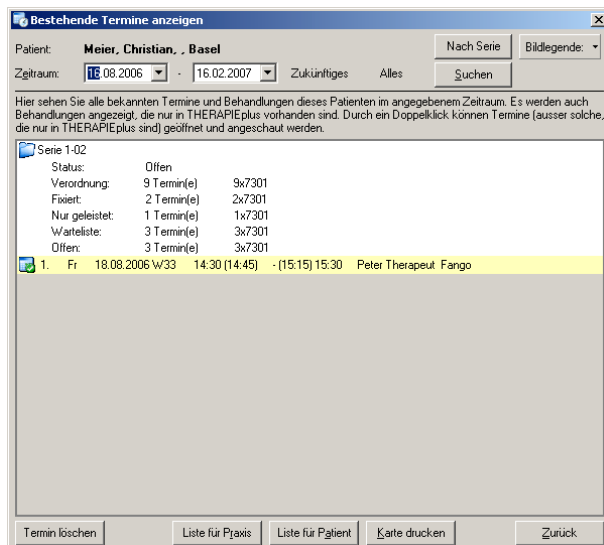 Bestehende Termine anzeigen
Patient: Meier, Christian, , Basel Nach Serie Bildlegende:
Zeitraum: 16.08.2006 - 16.02.2007 Zukünftiges Alles Suchen
Hier sehen Sie alle bekannten Termine und Behandlungen dieses Patienten im angegebenem Zeitraum. Es werden auch
Behandlungen angezeigt, die nur in THERAPIEplus vorhanden sind. Durch ein Doppelklick können Termine (ausser solche,
die nur in THERAPIEplus sind) geöffnet und angeschaut werden.
Serie 1-02
Status: Offen
Verordnung: 9 Termin(e) 9x7301
Fixiert: 2 Termin(e) 2x7301
Nur geleistet: 1 Termin(e) 1x7301
Warteliste: 3 Termin(e) 3x7301
Offen: 3 Termin(e) 3x7301
1. Fr 18.08.2006 W33 14:30 (14:45) - (15:15) 15:30 Peter Therapeut Fango
Termin löschen Liste für Praxis Liste für Patient Karte drucken Zurück